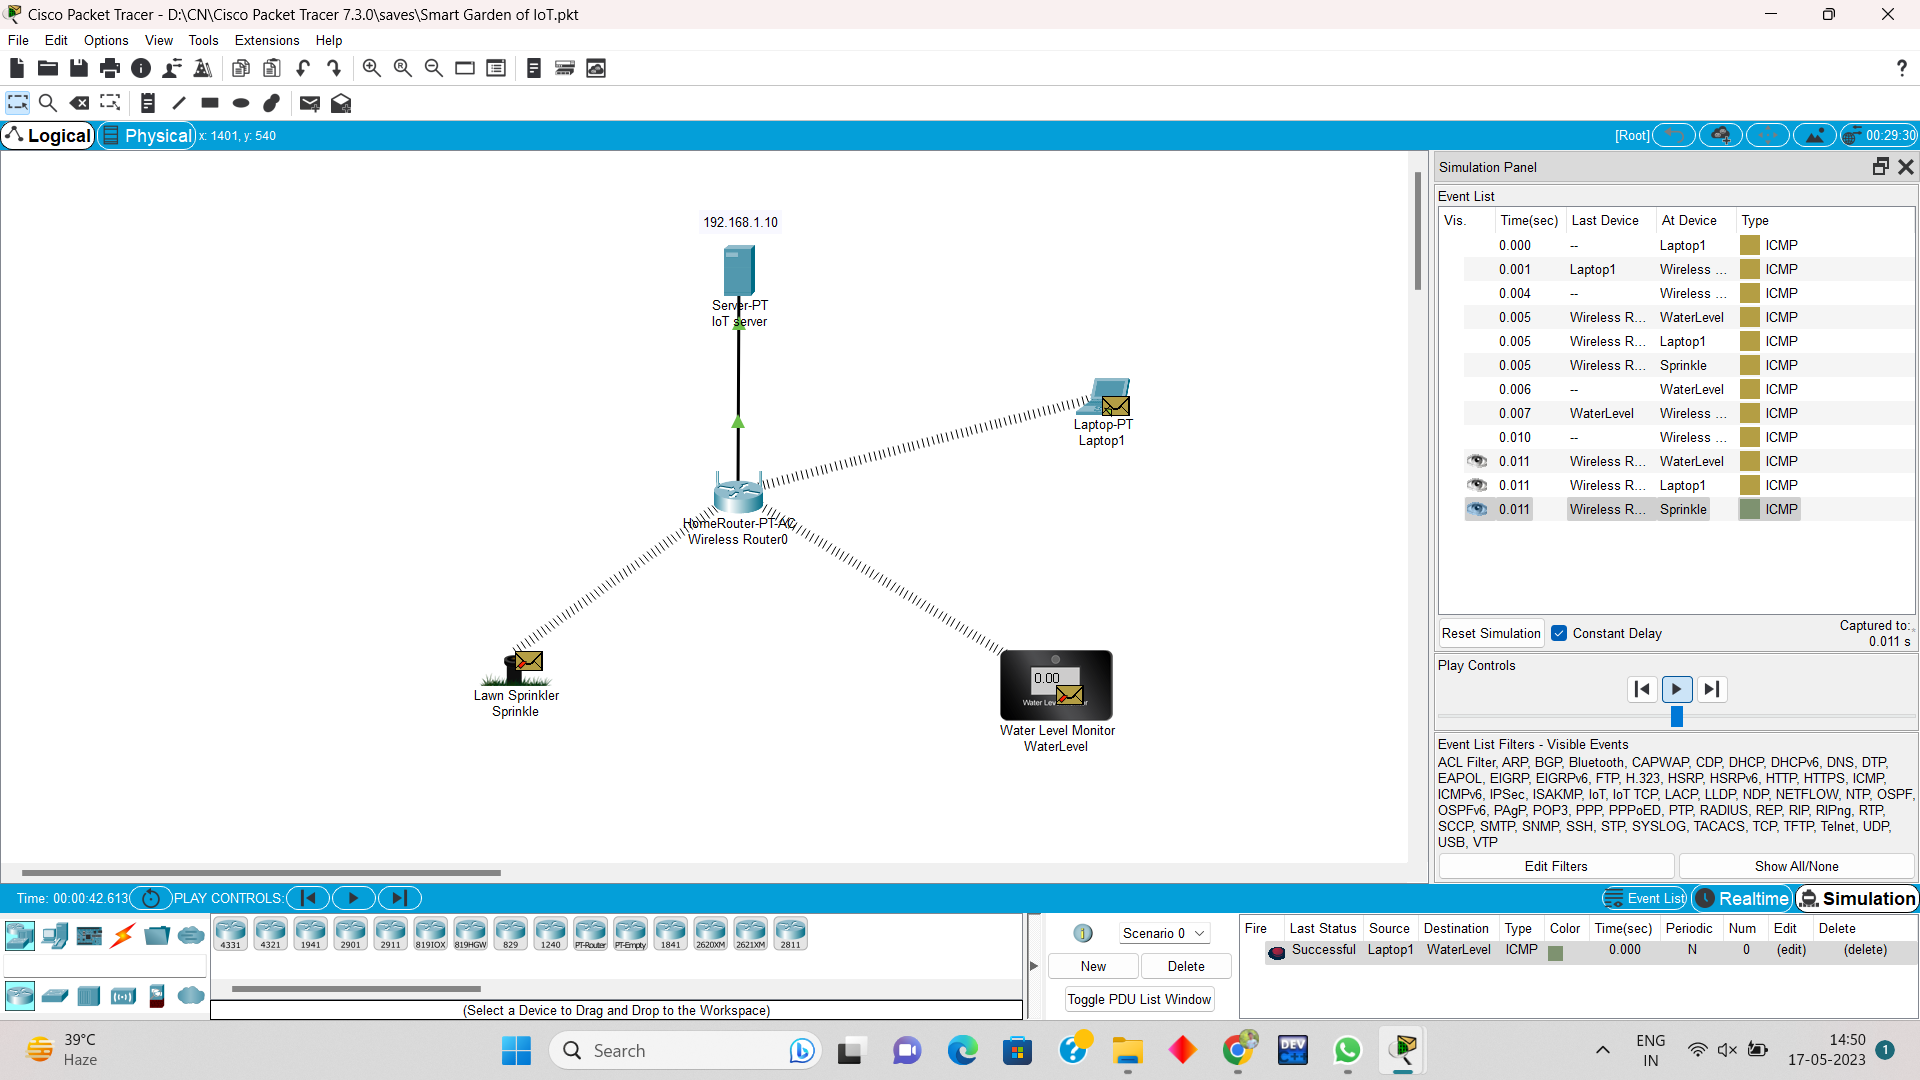 Cisco Packet Tracer - D:\CN\Cisco Packet Tracer 7.3.0\saves\Smart Garden of IoT.pkt
File Edit Options View Tools Extensions Help
?
Logical Physical x: 1401, y: 540 [Root] 00:29:30
192.168.1.10
Server-PT
IoT server
Laptop-PT
Laptop1
HomeRouter-PT-AC
Wireless Router0
Lawn Sprinkler
Sprinkle
0.00
Water Level Monitor
WaterLevel
Simulation Panel
Event List
Vis. Time(sec) Last Device At Device Type
0.000 -- Laptop1 ICMP
0.001 Laptop1 Wireless ... ICMP
0.004 -- Wireless ... ICMP
0.005 Wireless R... WaterLevel ICMP
0.005 Wireless R... Laptop1 ICMP
0.005 Wireless R... Sprinkle ICMP
0.006 -- WaterLevel ICMP
0.007 WaterLevel Wireless ... ICMP
0.010 -- Wireless ... ICMP
0.011 Wireless R... WaterLevel ICMP
0.011 Wireless R... Laptop1 ICMP
0.011 Wireless R... Sprinkle ICMP
Reset Simulation Constant Delay Captured to:
0.011 s
Play Controls
Event List Filters - Visible Events
ACL Filter, ARP, BGP, Bluetooth, CAPWAP, CDP, DHCP, DHCPv6, DNS, DTP,
EAPOL, EIGRP, EIGRPv6, FTP, H.323, HSRP, HSRPv6, HTTP, HTTPS, ICMP,
ICMPv6, IPSec, ISAKMP, IoT, IoT TCP, LACP, LLDP, NDP, NETFLOW, NTP, OSPF,
OSPFv6, PAgP, POP3, PPP, PPPoED, PTP, RADIUS, REP, RIP, RIPng, RTP,
SCCP, SMTP, SNMP, SSH, STP, SYSLOG, TACACS, TCP, TFTP, Telnet, UDP,
USB, VTP
Edit Filters Show All/None
Time: 00:00:42.613 PLAY CONTROLS: Event List Realtime Simulation
4331 4321 1941 2901 2911 819IOX 819HGW 829 1240 PT-Router PT-Empty 1841 2620XM 2621XM 2811
(Select a Device to Drag and Drop to the Workspace)
Scenario 0
New Delete
Toggle PDU List Window
Fire Last Status Source Destination Type Color Time(sec) Periodic Num Edit Delete
Successful Laptop1 WaterLevel ICMP 0.000 N 0 (edit) (delete)
39°C
Haze
Search
DEV
ENG
IN
14:50
17-05-2023
1